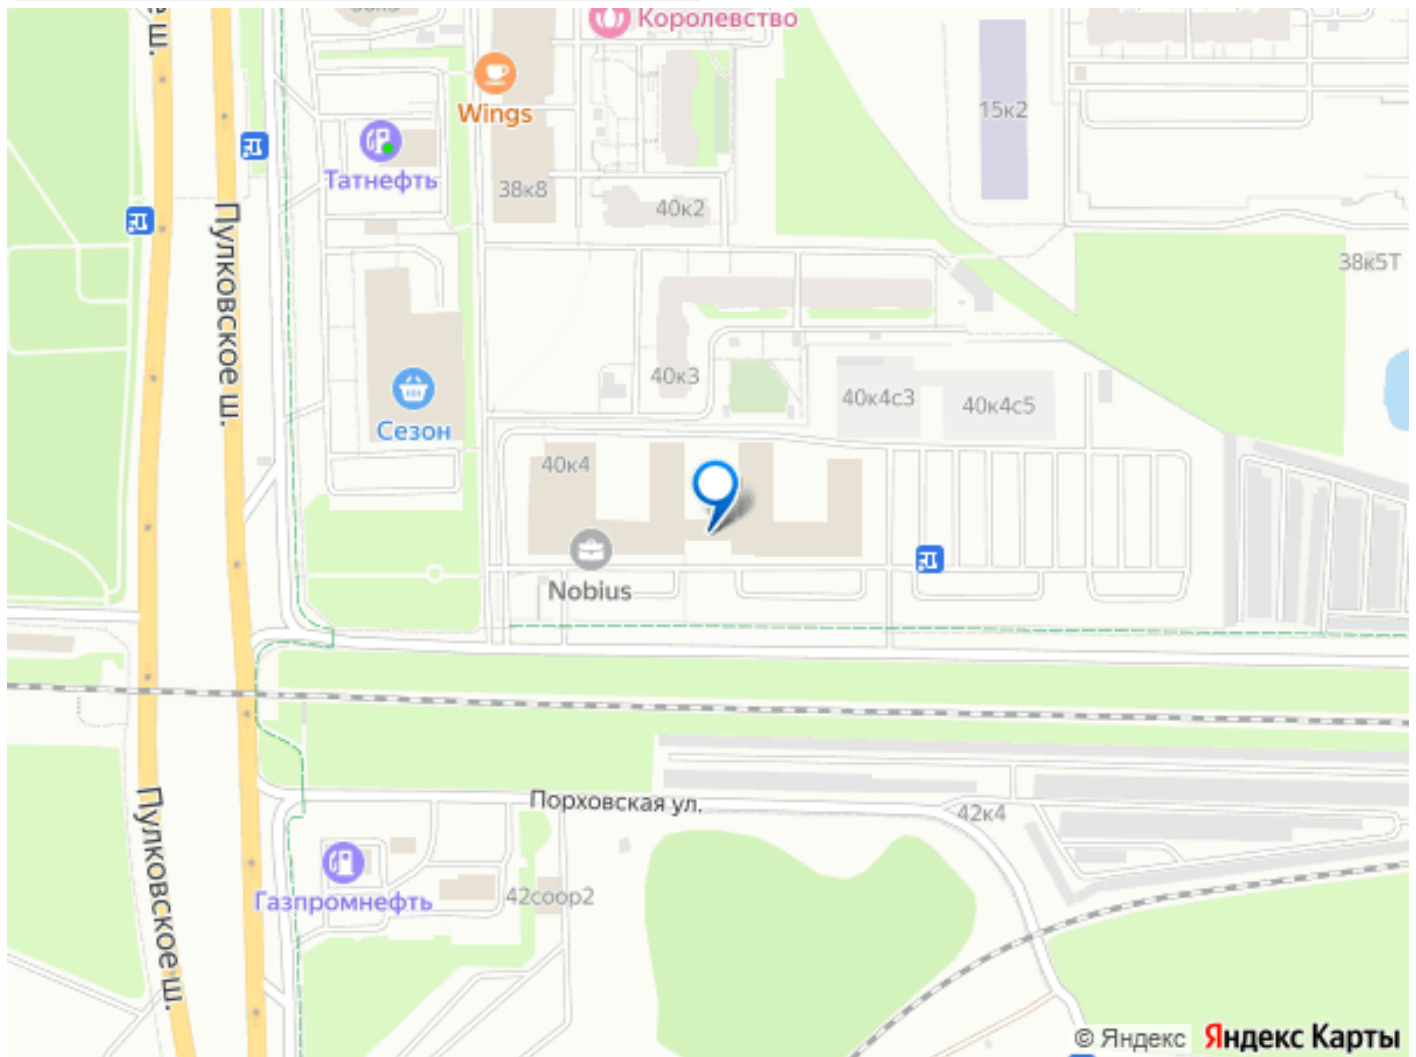 Королевство
ш.
Wings
15к2
Татнефть
38к8
40к2
Пулковское ш.
38к5Т
40к3
40к4с3
40к4с5
Сезон
40к4
Nobius
Порховская ул.
42к4
Пулковское ш.
Газпромнефть
42соор2
© Яндекс Яндекс Карты